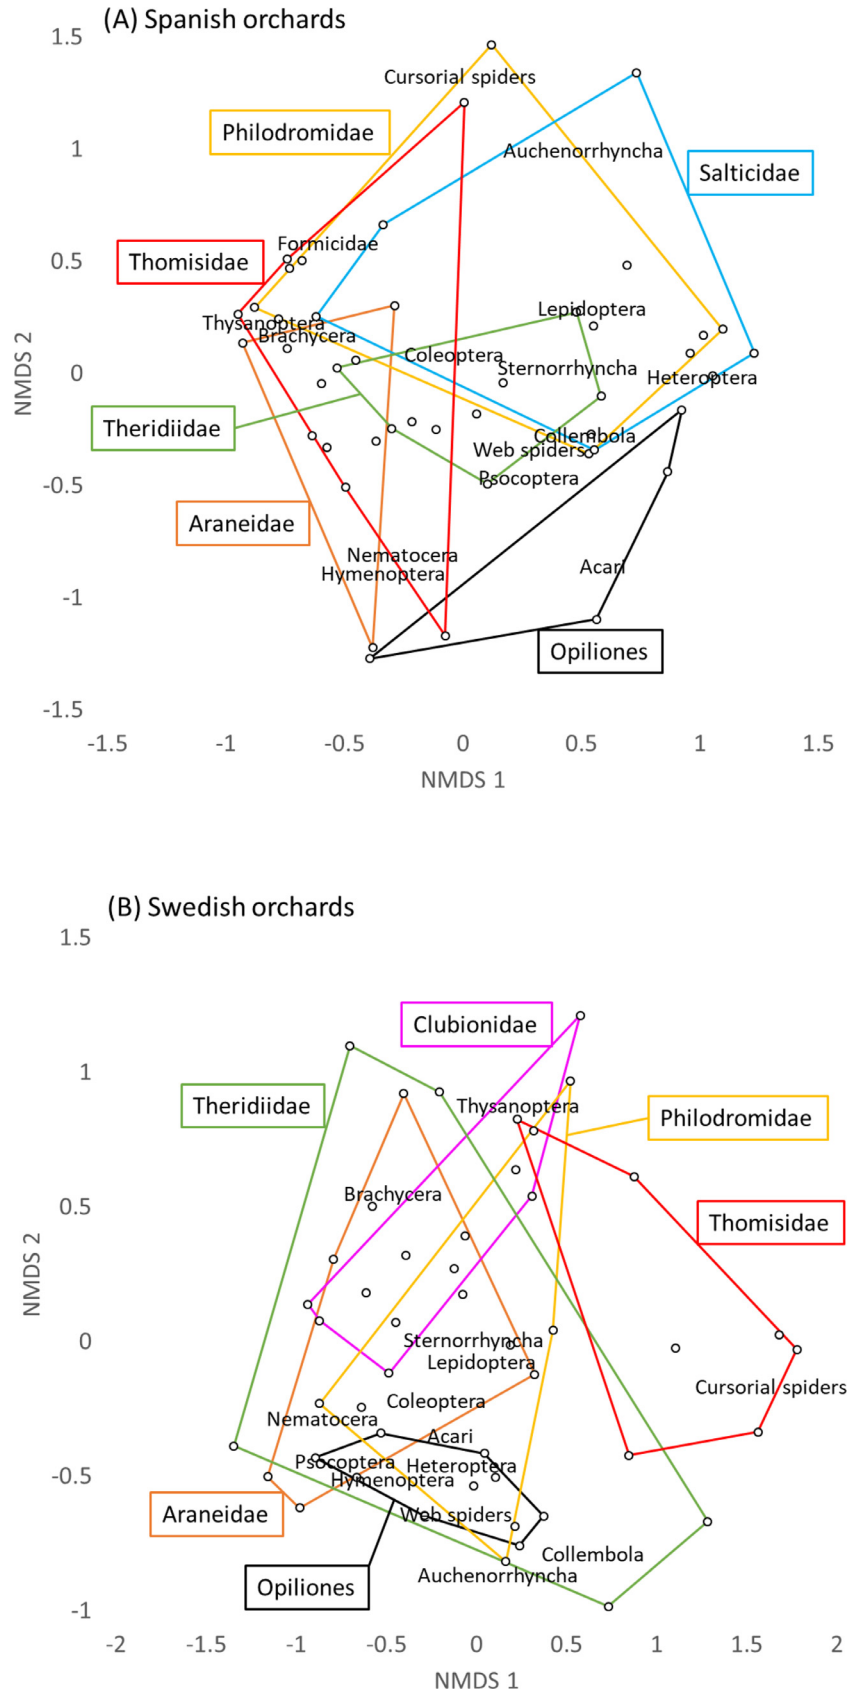 (A) Spanish orchards
1.5
Cursorial spiders
Philodromidae
1
Auchenorrhyncha
Salticidae
Formicidae
Thomisidae
0.5
Lepidoptera
Thysanoptera
Brachycera
Coleoptera
NMDS 2
0
Sternorrhyncha
Heteroptera
Theridiidae
Collembola
Web spiders
Psocoptera
-0.5
Araneidae
Nematocera
Acari
Hymenoptera
-1
Opiliones
-1.5
-1.5 -1 -0.5 0 0.5 1 1.5
NMDS 1
(B) Swedish orchards
1.5
Clubionidae
1
Theridiidae
Thysanoptera
Philodromidae
Brachycera
0.5
Thomisidae
NMDS 2
0
Sternorrhyncha
Lepidoptera
Cursorial spiders
Coleoptera
Nematocera
Acari
Psocoptera
Heteroptera
-0.5
Hymenoptera
Araneidae
Web spiders
Collembola
Auchenorrhyncha
Opiliones
-1
-2 -1.5 -1 -0.5 0 0.5 1 1.5 2
NMDS 1